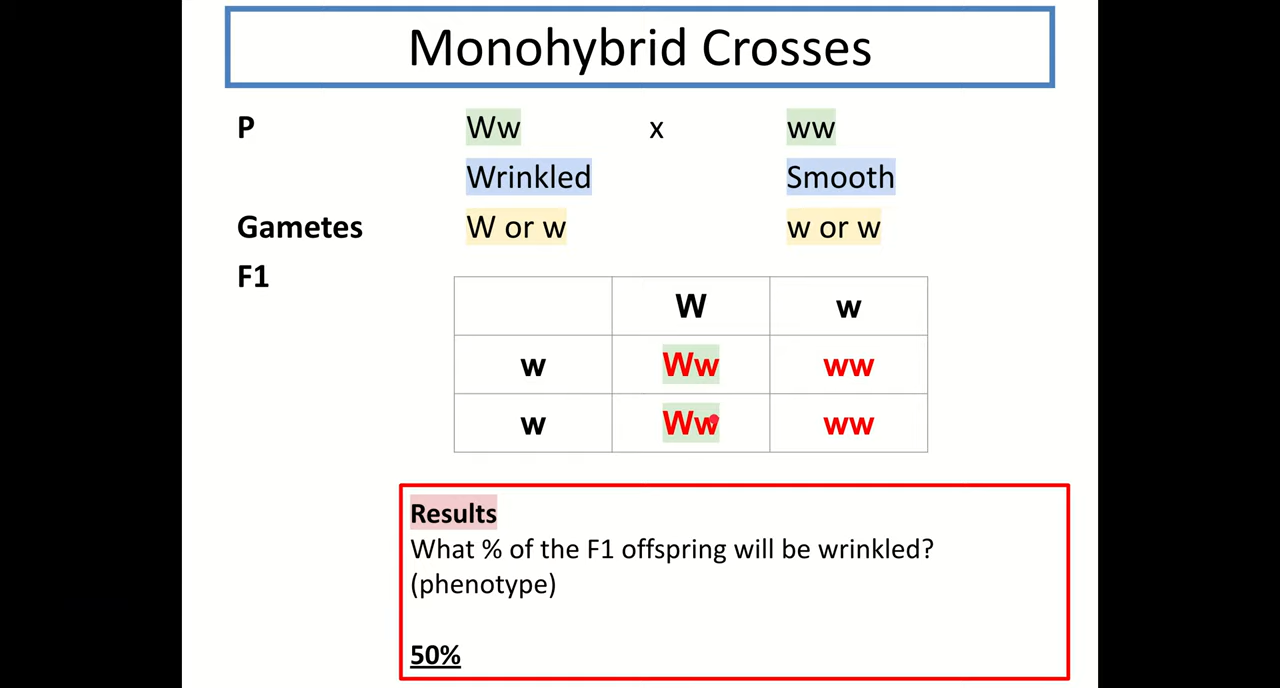 Monohybrid Crosses
P Ww x ww
Wrinkled Smooth
Gametes W or w w or w
F1
W w
w Ww ww
w Ww ww
Results
What % of the F1 offspring will be wrinkled?
(phenotype)
50%